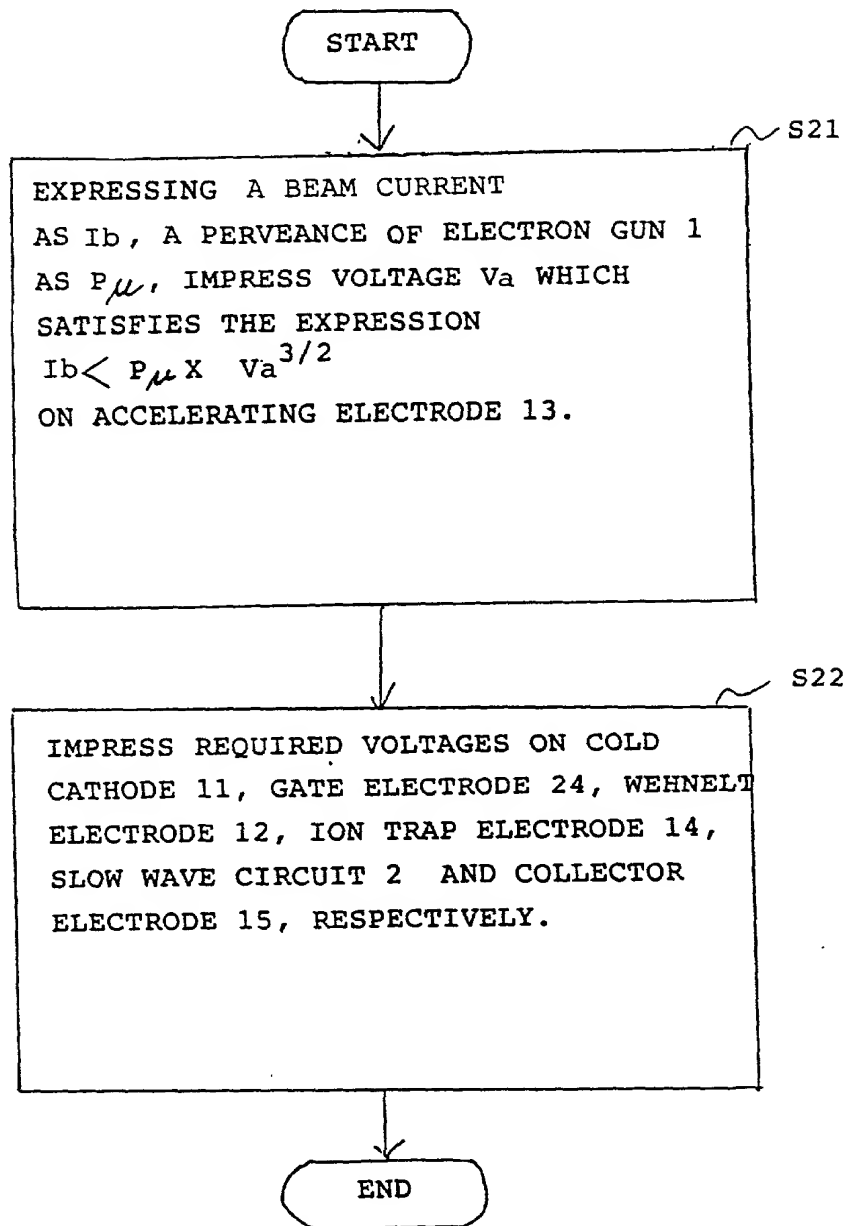 START
S21
EXPRESSING A BEAM CURRENT
AS Ib, A PERVEANCE OF ELECTRON GUN 1
AS Pμ, IMPRESS VOLTAGE Va WHICH
SATISFIES THE EXPRESSION
Ib< Pμ X Va^3/2
ON ACCELERATING ELECTRODE 13.
S22
IMPRESS REQUIRED VOLTAGES ON COLD
CATHODE 11, GATE ELECTRODE 24, WEHNELT
ELECTRODE 12, ION TRAP ELECTRODE 14,
SLOW WAVE CIRCUIT 2 AND COLLECTOR
ELECTRODE 15, RESPECTIVELY.
END